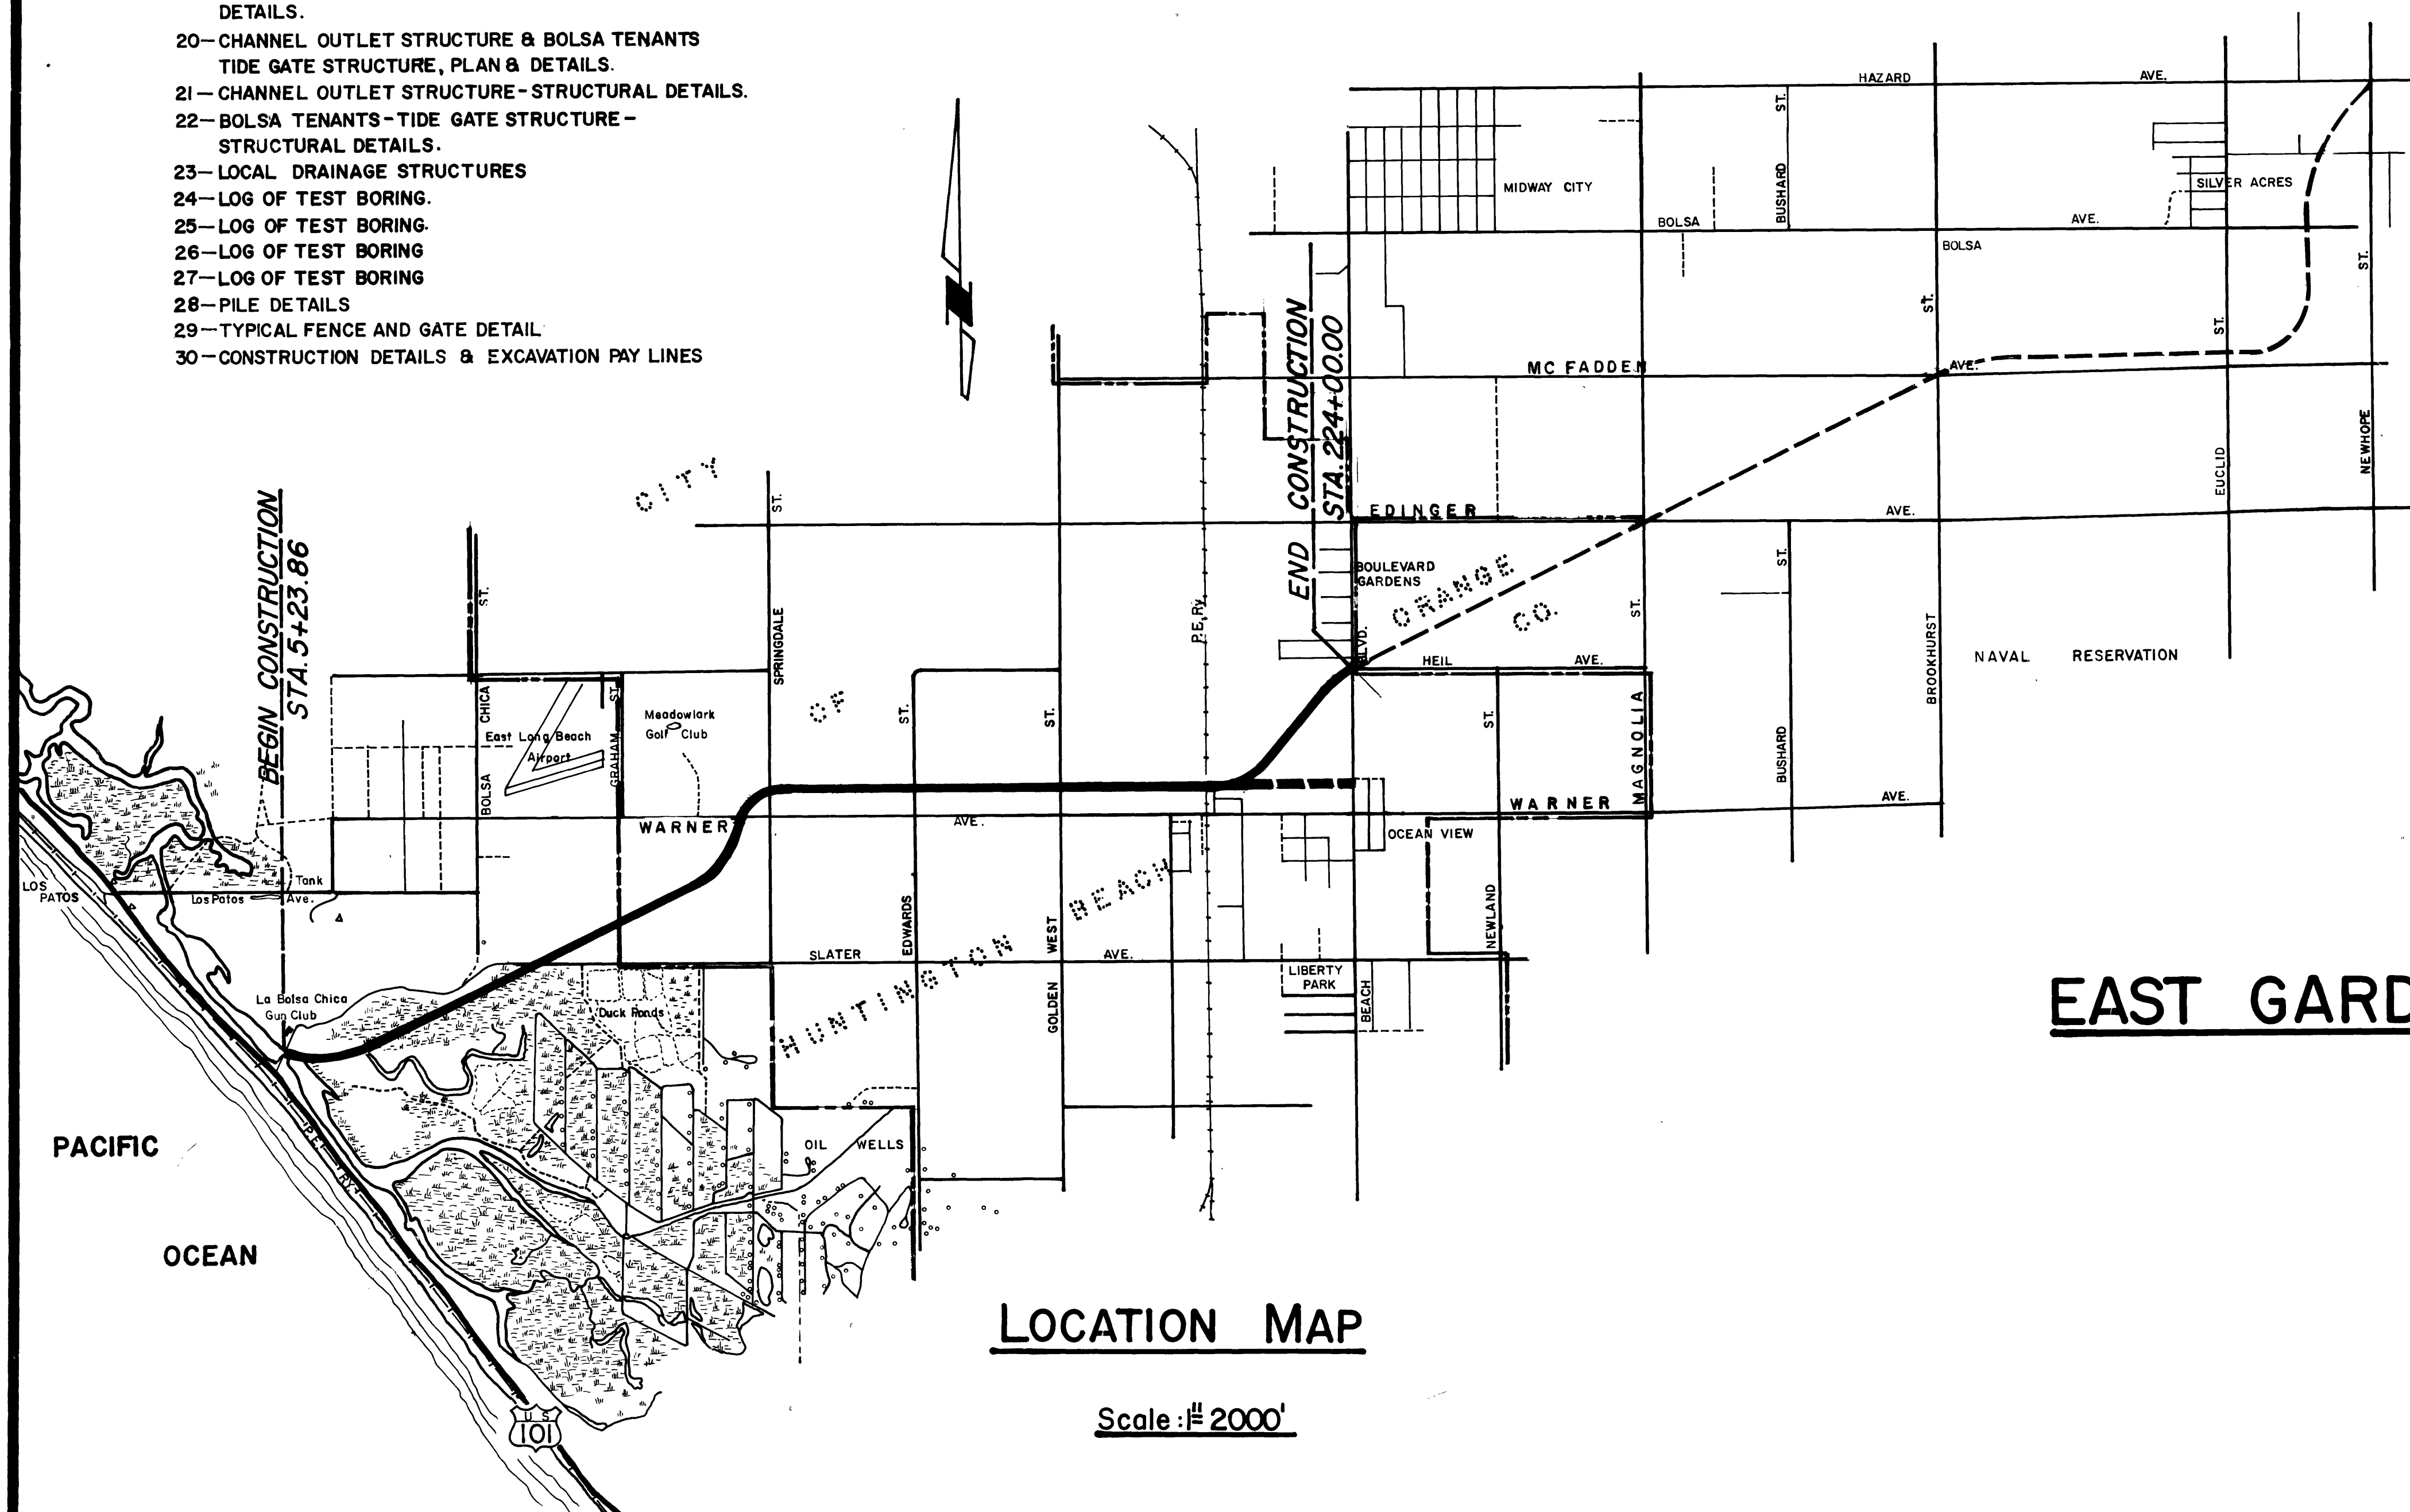 DETAILS.
20—CHANNEL OUTLET STRUCTURE & BOLSA TENANTS
TIDE GATE STRUCTURE, PLAN & DETAILS.
21—CHANNEL OUTLET STRUCTURE-STRUCTURAL DETAILS.
22—BOLSA TENANTS-TIDE GATE STRUCTURE-
STRUCTURAL DETAILS.
23—LOCAL DRAINAGE STRUCTURES
24—LOG OF TEST BORING.
25—LOG OF TEST BORING.
26—LOG OF TEST BORING
27—LOG OF TEST BORING
28—PILE DETAILS
29—TYPICAL FENCE AND GATE DETAIL
30—CONSTRUCTION DETAILS & EXCAVATION PAY LINES
HAZARD AVE.
MIDWAY CITY
BUSHARD ST.
SILVER ACRES
BOLSA AVE.
BOLSA
ST.
ST.
ST.
MC FADDEN AVE.
END CONSTRUCTION
STA. 224+00.00
NEWHOPE
EUCLID
CITY
BEGIN CONSTRUCTION
STA. 5+23.86
ST.
EDINGER AVE.
BOULEVARD
GARDENS
ORANGE
CO.
ST.
ST.
ST.
SPRINGDALE
P.E. Ry.
BLVD.
HEIL AVE.
BROOKHURST
NAVAL RESERVATION
CHICA
BOLSA
East Long Beach
Airport
GRAHAM ST.
Meadowlark
Golf Club
OF
ST.
ST.
ST.
MAGNOLIA
BUSHARD
WARNER AVE.
WARNER AVE.
OCEAN VIEW
LOS
PATOS
Los Patos Ave.
Tank
EDWARDS
WEST
GOLDEN
NEWLAND
HUNTINGTON BEACH
SLATER AVE.
LIBERTY
PARK
BEACH
La Bolsa Chica
Gun Club
Duck Ponds
EAST GARD
PACIFIC
OCEAN
P.E. RY.
OIL WELLS
LOCATION MAP
Scale: 1"= 2000'
U S
101